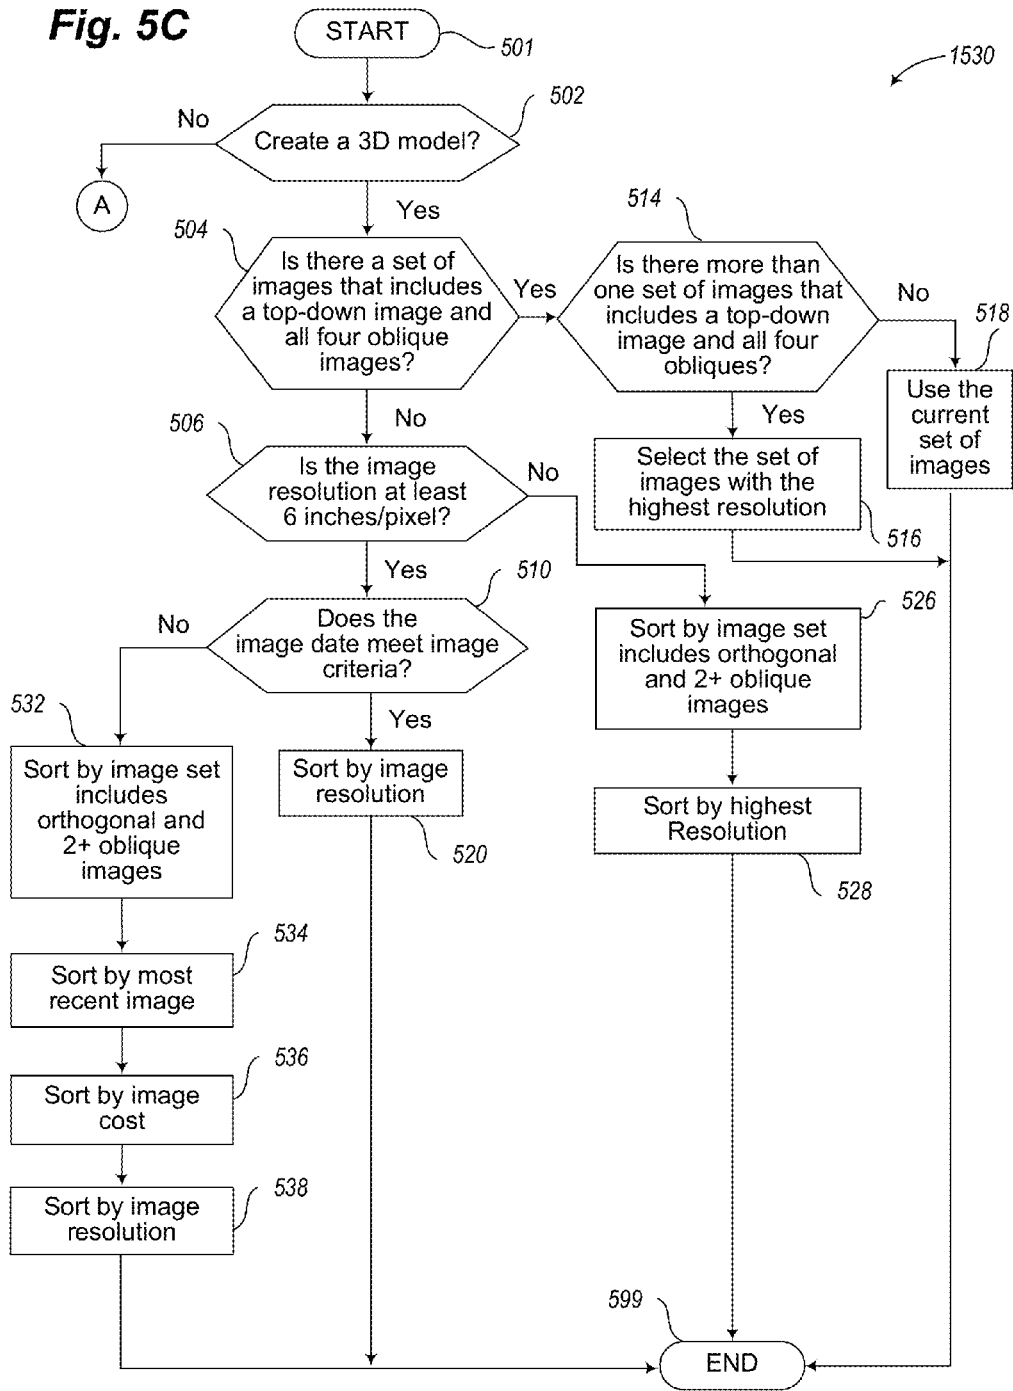 Fig. 5C
START
501
1530
502
No
Create a 3D model?
A
Yes
514
504
Is there a set of
images that includes
a top-down image and
all four oblique
images?
Yes
Is there more than
one set of images that
includes a top-down
image and all four
obliques?
No
518
Use the
current
set of
images
No
506
Is the image
resolution at least
6 inches/pixel?
No
Yes
Select the set of
images with the
highest resolution
516
Yes
510
Does the
image date meet image
criteria?
No
526
Sort by image set
includes orthogonal
and 2+ oblique
images
Yes
532
Sort by image set
includes
orthogonal and
2+ oblique
images
Sort by image
resolution
520
Sort by highest
Resolution
528
534
Sort by most
recent image
536
Sort by image
cost
538
Sort by image
resolution
599
END